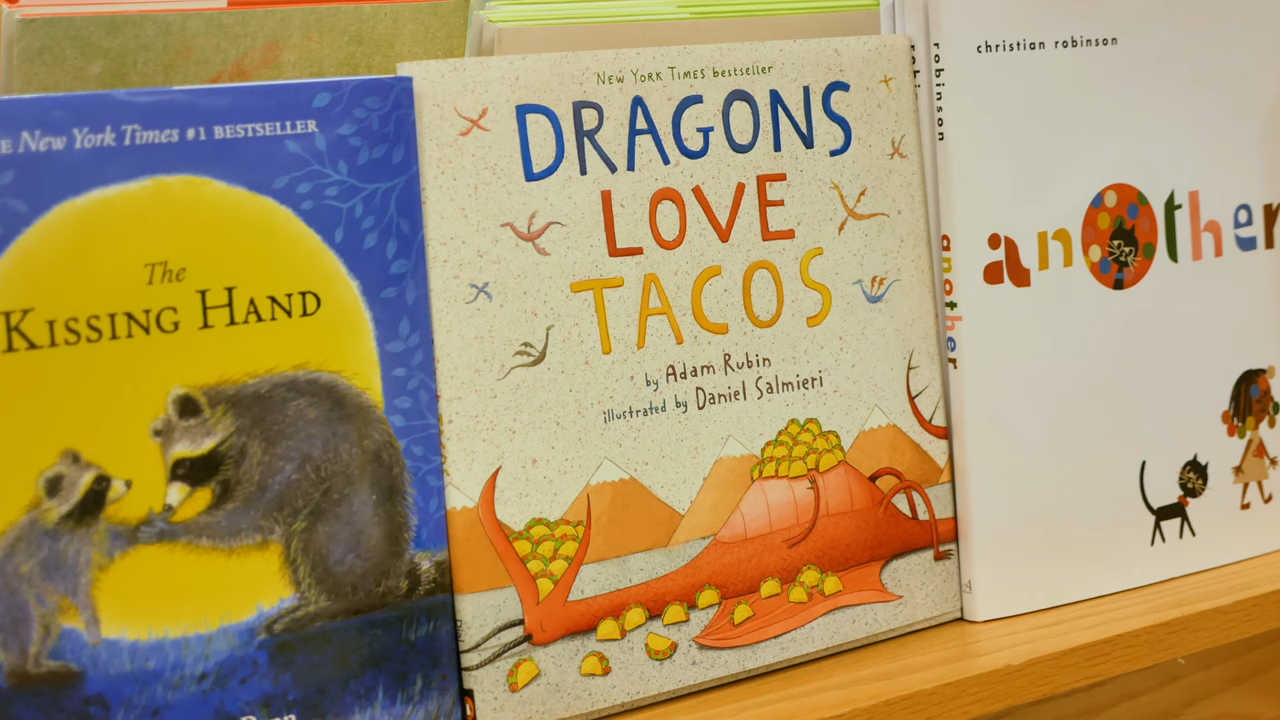 E New York Times #1 BESTSELLER
The
KISSING HAND
NEW YORK TIMES bestseller
DRAGONS
LOVE
TACOS
by Adam Rubin
illustrated by Daniel Salmieri
robinson
another
christian robinson
another